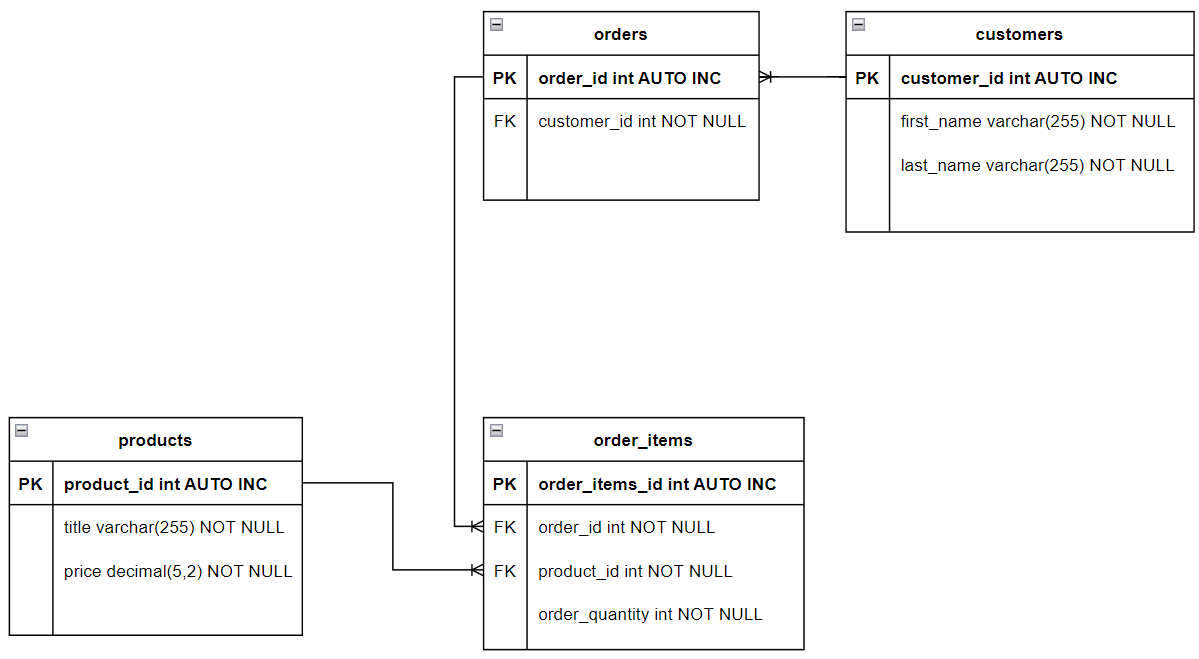 orders
PK order_id int AUTO INC
FK customer_id int NOT NULL
customers
PK customer_id int AUTO INC
first_name varchar(255) NOT NULL
last_name varchar(255) NOT NULL
products
PK product_id int AUTO INC
title varchar(255) NOT NULL
price decimal(5,2) NOT NULL
order_items
PK order_items_id int AUTO INC
FK order_id int NOT NULL
FK product_id int NOT NULL
order_quantity int NOT NULL